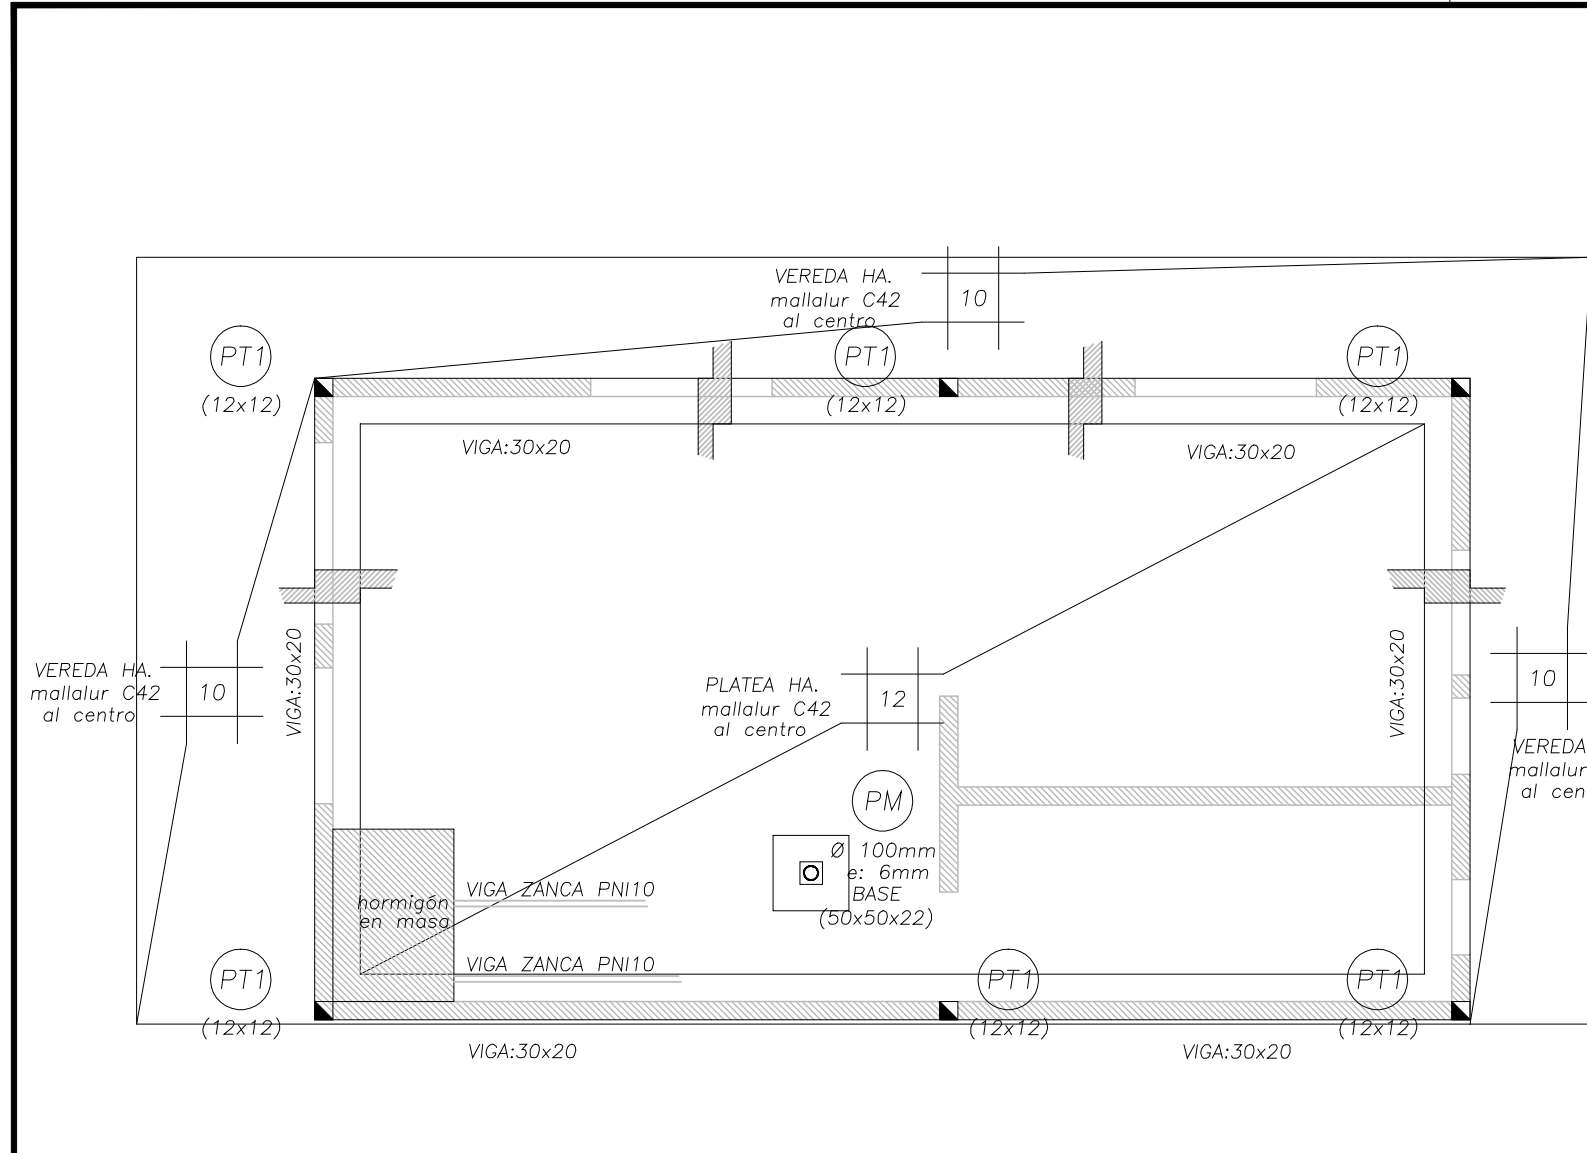 VEREDA HA.
mallalur C42
al centro
10
PT1
(12x12)
PT1
(12x12)
PT1
(12x12)
VIGA:30x20
VIGA:30x20
VEREDA HA.
mallalur C42
al centro
10
VIGA:30x20
PLATEA HA.
mallalur C42
al centro
12
VIGA:30x20
10
VEREDA
mallalur
al cen
PM
Ø 100mm
e: 6mm
BASE
(50x50x22)
hormigón
en masa
VIGA ZANCA PNI10
VIGA ZANCA PNI10
PT1
(12x12)
PT1
(12x12)
PT1
(12x12)
VIGA:30x20
VIGA:30x20